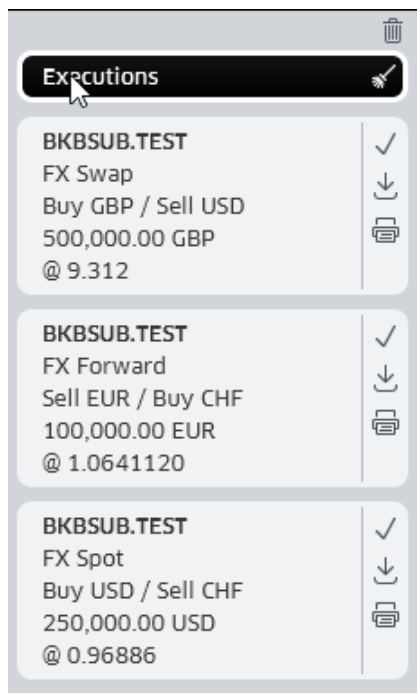 Executions
BKBSUB.TEST
FX Swap
Buy GBP / Sell USD
500,000.00 GBP
@ 9.312
BKBSUB.TEST
FX Forward
Sell EUR / Buy CHF
100,000.00 EUR
@ 1.0641120
BKBSUB.TEST
FX Spot
Buy USD / Sell CHF
250,000.00 USD
@ 0.96886